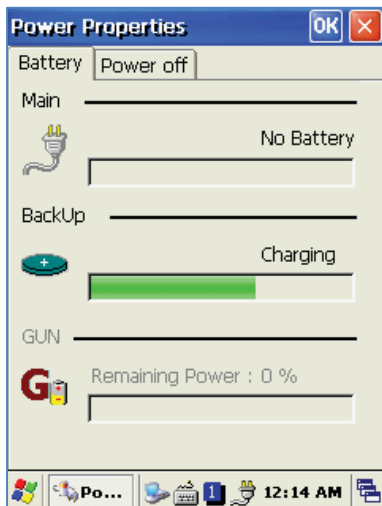 Power Properties OK
Battery Power off
Main
No Battery
BackUp
Charging
GUN
G Remaining Power : 0 %
Po... 1 12:14 AM